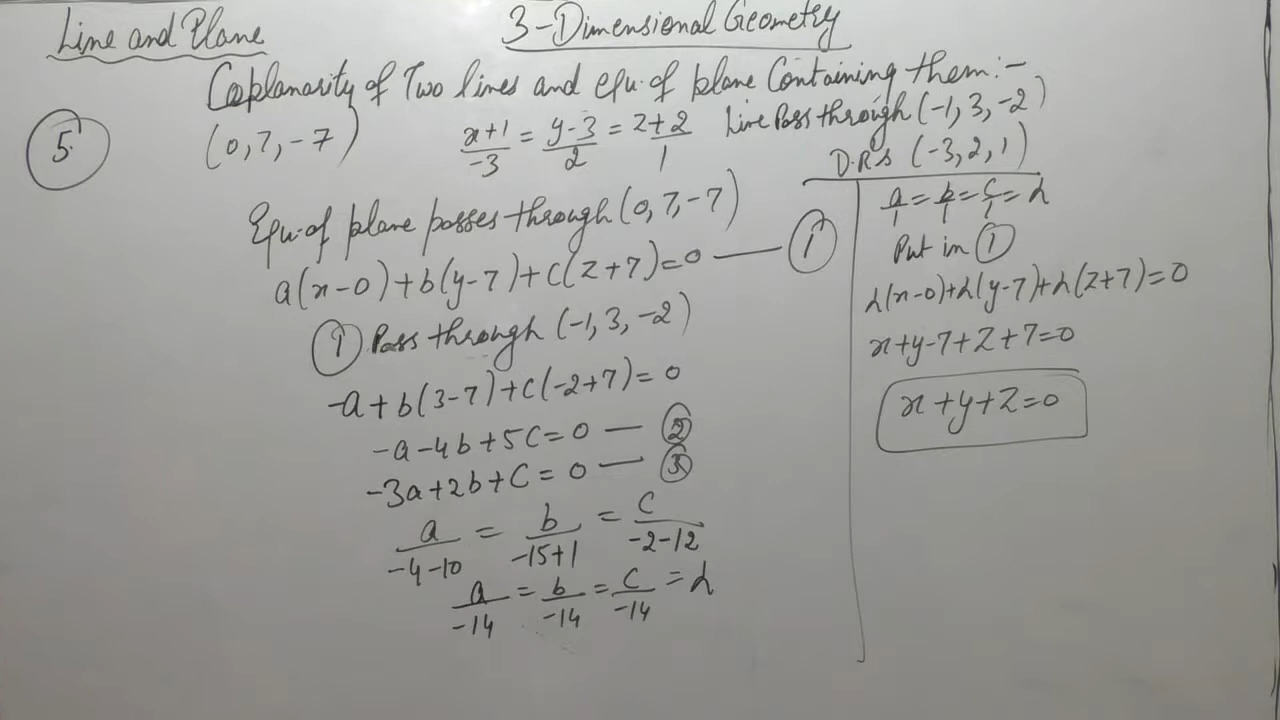 Line and Plane
3-Dimensional Geometry
Coplanarity of Two lines and equ. of plane Containing them:-
5
(0, 7, -7)
x+1/-3 = y-3/2 = z+2/1
Line Pass through (-1, 3, -2)
D.R's (-3, 2, 1)
Equ. of plane passes through (0, 7, -7)
a(x-0)+b(y-7)+c(z+7)=0 — 1
1 Pass through (-1, 3, -2)
-a+b(3-7)+c(-2+7)=0
-a-4b+5c=0 — 2
-3a+2b+c=0 — 3
a/-4-10 = b/-15+1 = c/-2-12
a/-14 = b/-14 = c/-14 = λ
a/1 = b/1 = c/1 = λ
Put in 1
λ(x-0)+λ(y-7)+λ(z+7)=0
x+y-7+z+7=0
x+y+z=0